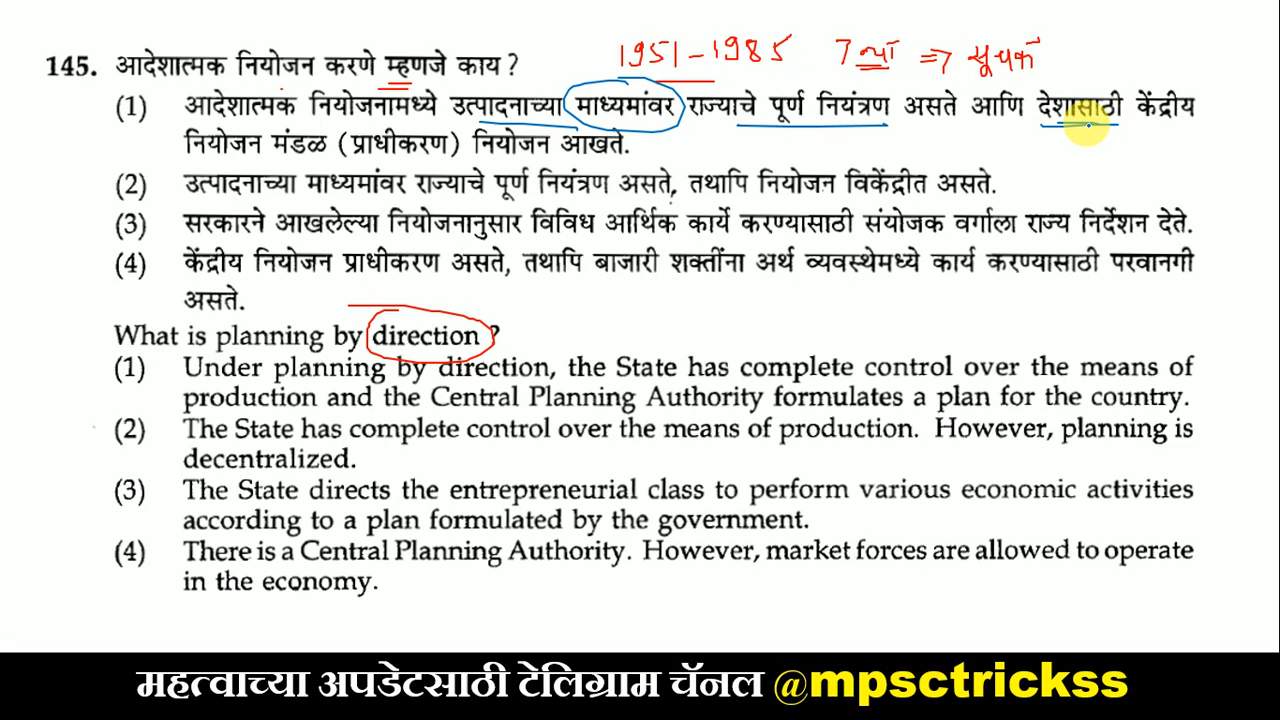 1951 - 1985 7 व्या => सूचक
145. आदेशात्मक नियोजन करणे म्हणजे काय ?
(1) आदेशात्मक नियोजनामध्ये उत्पादनाच्या माध्यमांवर राज्याचे पूर्ण नियंत्रण असते आणि देशासाठी केंद्रीय
नियोजन मंडळ (प्राधीकरण) नियोजन आखते.
(2) उत्पादनाच्या माध्यमांवर राज्याचे पूर्ण नियंत्रण असते, तथापि नियोजन विकेंद्रीत असते.
(3) सरकारने आखलेल्या नियोजनानुसार विविध आर्थिक कार्ये करण्यासाठी संयोजक वर्गाला राज्य निर्देशन देते.
(4) केंद्रीय नियोजन प्राधीकरण असते, तथापि बाजारी शक्तींना अर्थ व्यवस्थेमध्ये कार्य करण्यासाठी परवानगी
असते.
What is planning by direction ?
(1) Under planning by direction, the State has complete control over the means of
production and the Central Planning Authority formulates a plan for the country.
(2) The State has complete control over the means of production. However, planning is
decentralized.
(3) The State directs the entrepreneurial class to perform various economic activities
according to a plan formulated by the government.
(4) There is a Central Planning Authority. However, market forces are allowed to operate
in the economy.
महत्वाच्या अपडेटसाठी टेलिग्राम चॅनल @mpsctrickss